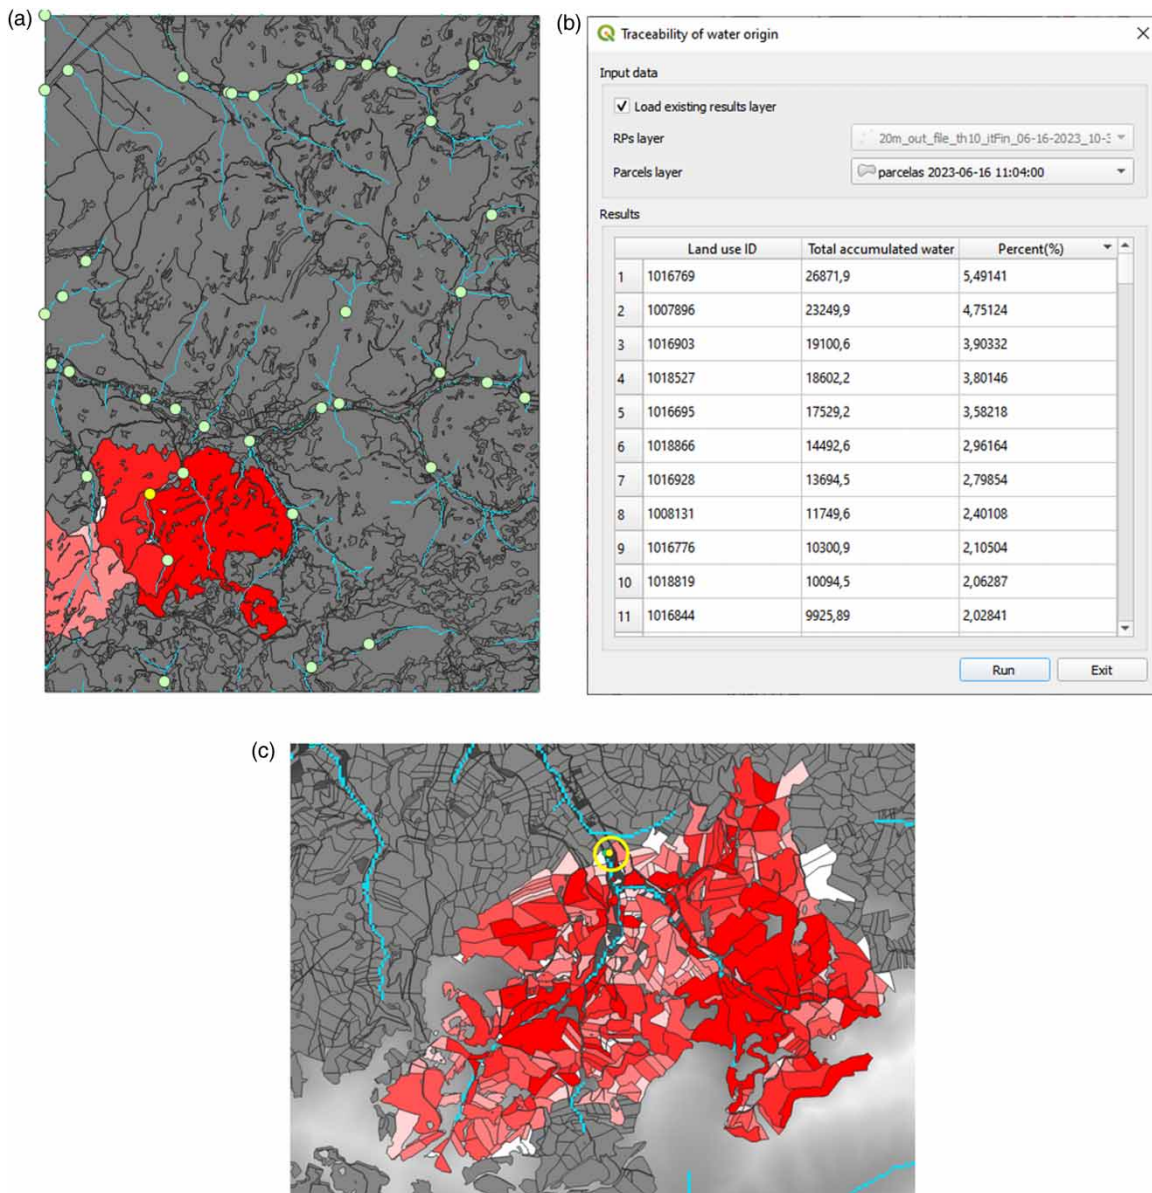 (a)
(b)
Traceability of water origin
Input data
Load existing results layer
RPs layer
20m_out_file_th10_itFin_06-16-2023_10-3
Parcels layer
parcelas 2023-06-16 11:04:00
Results
Land use ID Total accumulated water Percent(%)
1 1016769 26871,9 5,49141
2 1007896 23249,9 4,75124
3 1016903 19100,6 3,90332
4 1018527 18602,2 3,80146
5 1016695 17529,2 3,58218
6 1018866 14492,6 2,96164
7 1016928 13694,5 2,79854
8 1008131 11749,6 2,40108
9 1016776 10300,9 2,10504
10 1018819 10094,5 2,06287
11 1016844 9925,89 2,02841
Run Exit
(c)